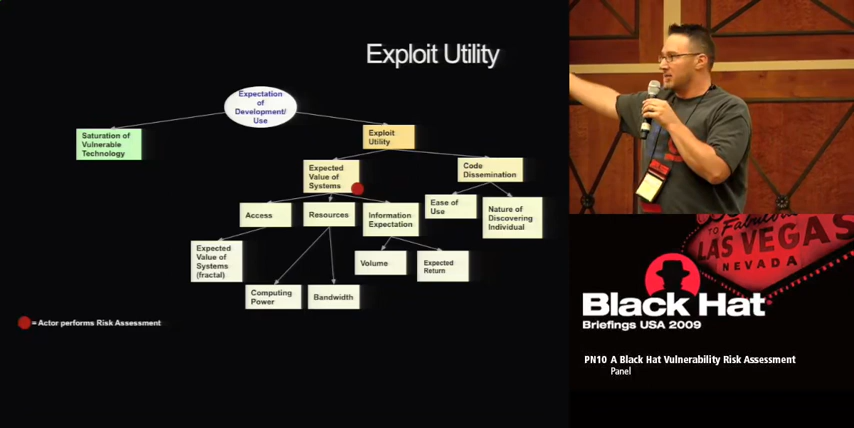 Exploit Utility
Expectation
of
Development/
Use
Saturation of
Vulnerable
Technology
Exploit
Utility
Expected
Value of
Systems
Code
Dissemination
Access
Resources
Information
Expectation
Ease of
Use
Nature of
Discovering
Individual
Expected
Value of
Systems
(fractal)
Volume
Expected
Return
Computing
Power
Bandwidth
= Actor performs Risk Assessment
TO Fabulous
LAS VEGAS
NEVADA
Black Hat
Briefings USA 2009
PN10 A Black Hat Vulnerability Risk Assessment
Panel